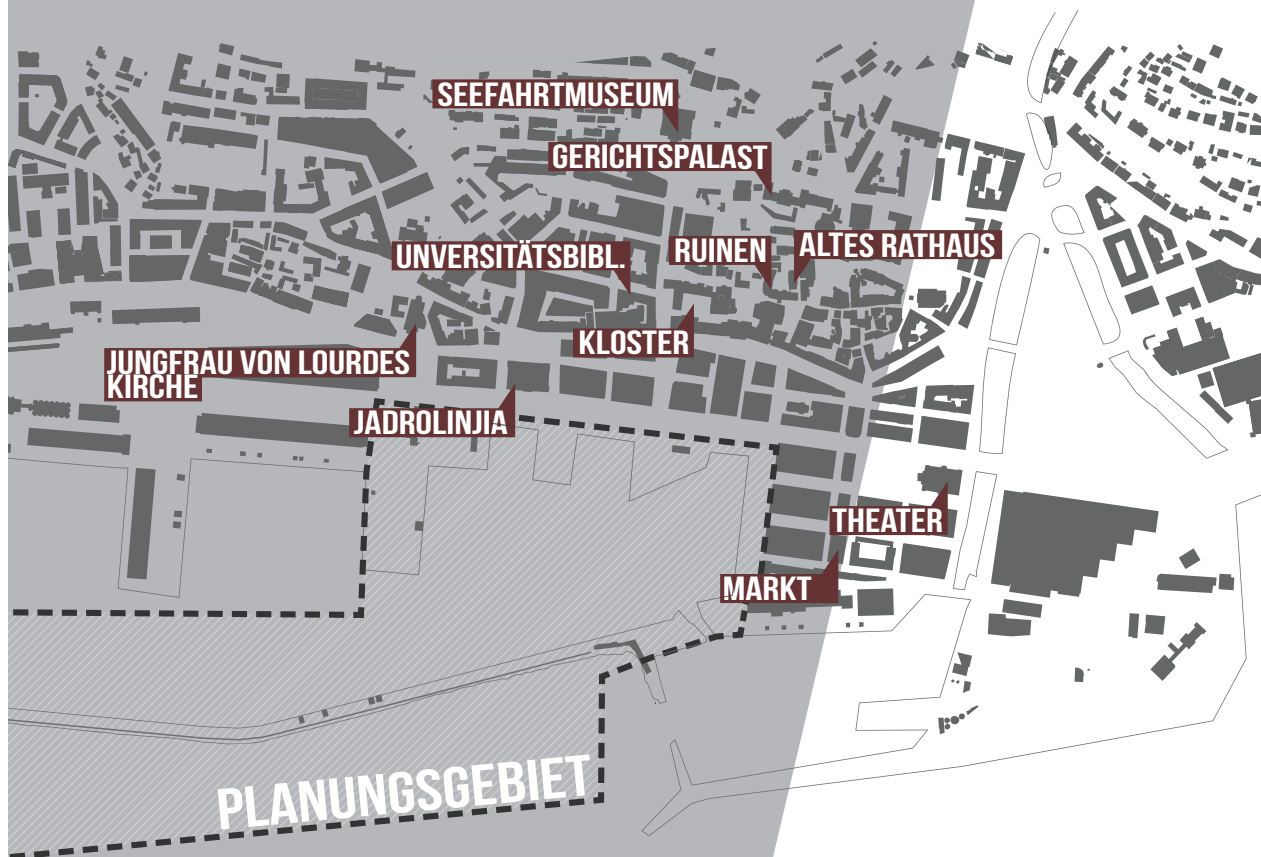 SEEFAHRTMUSEUM
GERICHTSPALAST
UNVERSITÄTSBIBL.
RUINEN
ALTES RATHAUS
KLOSTER
JUNGFRAU VON LOURDES
KIRCHE
JADROLINJIA
THEATER
MARKT
PLANUNGSGEBIET